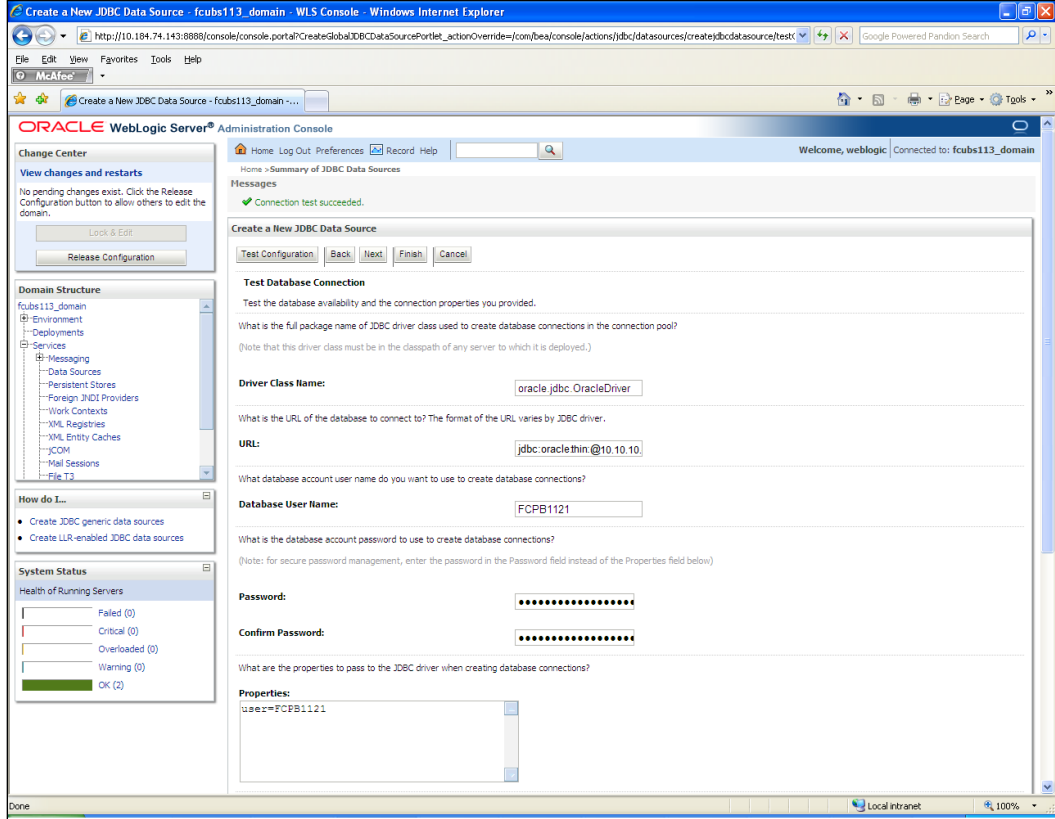 Create a New JDBC Data Source - fcubs113_domain - WLS Console - Windows Internet Explorer
http://10.184.74.143:8888/console/console.portal?CreateGlobalJDBCDataSourcePortlet_actionOverride=/com/bea/console/actions/jdbc/datasources/createjdbcdatasource/test(
Google Powered Pandion Search
File Edit View Favorites Tools Help
McAfee
Create a New JDBC Data Source - fcubs113_domain -...
Page Tools »
ORACLE WebLogic Server® Administration Console
Change Center
View changes and restarts
No pending changes exist. Click the Release
Configuration button to allow others to edit the
domain.
Lock & Edit
Release Configuration
Domain Structure
fcubs113_domain
Environment
Deployments
Services
Messaging
Data Sources
Persistent Stores
Foreign JNDI Providers
Work Contexts
XML Registries
XML Entity Caches
jCOM
Mail Sessions
File T3
How do I...
Create JDBC generic data sources
Create LLR-enabled JDBC data sources
System Status
Health of Running Servers
Failed (0)
Critical (0)
Overloaded (0)
Warning (0)
OK (2)
Home Log Out Preferences Record Help
Welcome, weblogic Connected to: fcubs113_domain
Home >Summary of JDBC Data Sources
Messages
Connection test succeeded.
Create a New JDBC Data Source
Test Configuration Back Next Finish Cancel
Test Database Connection
Test the database availability and the connection properties you provided.
What is the full package name of JDBC driver class used to create database connections in the connection pool?
(Note that this driver class must be in the classpath of any server to which it is deployed.)
Driver Class Name: oracle.jdbc.OracleDriver
What is the URL of the database to connect to? The format of the URL varies by JDBC driver.
URL: jdbc:oracle:thin:@10.10.10.
What database account user name do you want to use to create database connections?
Database User Name: FCPB1121
What is the database account password to use to create database connections?
(Note: for secure password management, enter the password in the Password field instead of the Properties field below)
Password: ••••••••••••••••••
Confirm Password: ••••••••••••••••••
What are the properties to pass to the JDBC driver when creating database connections?
Properties:
user=FCPB1121
Done
Local intranet
100%